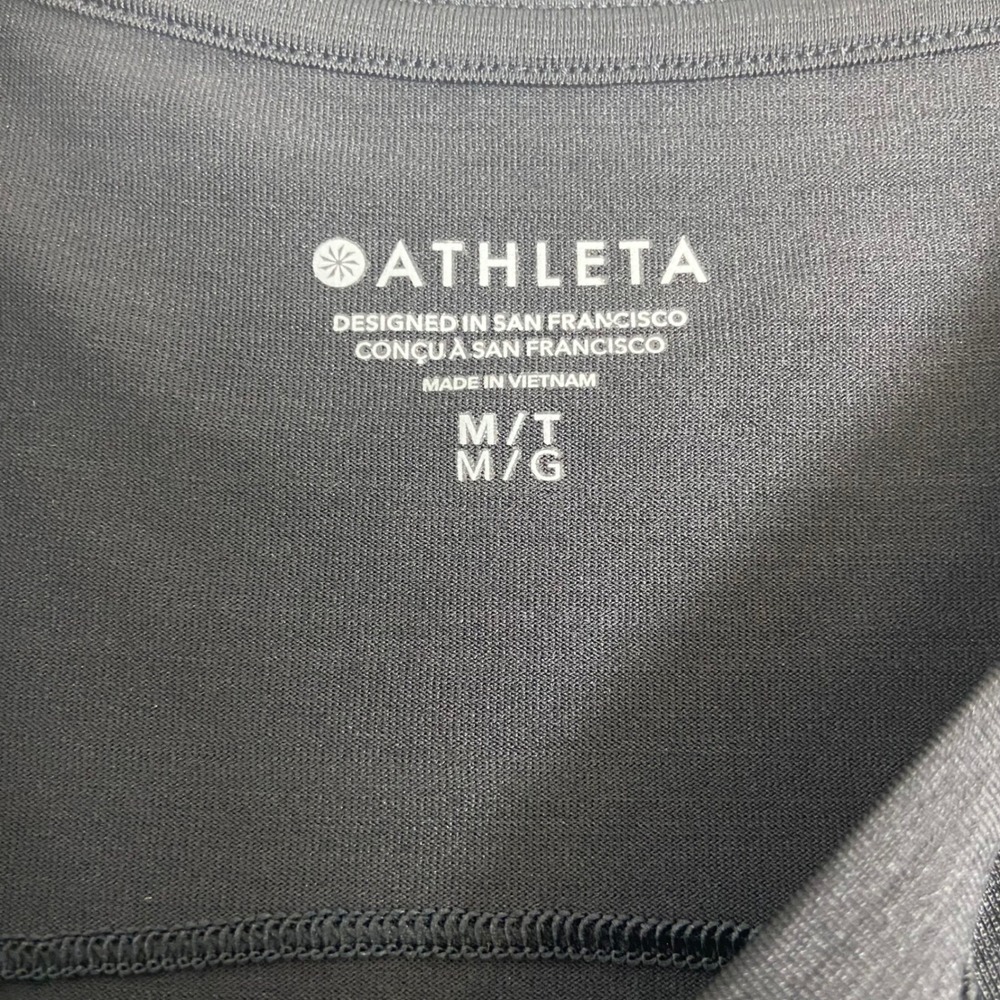 ATHLETA
DESIGNED IN SAN FRANCISCO
CONÇU À SAN FRANCISCO
MADE IN VIETNAM
M/T
M/G